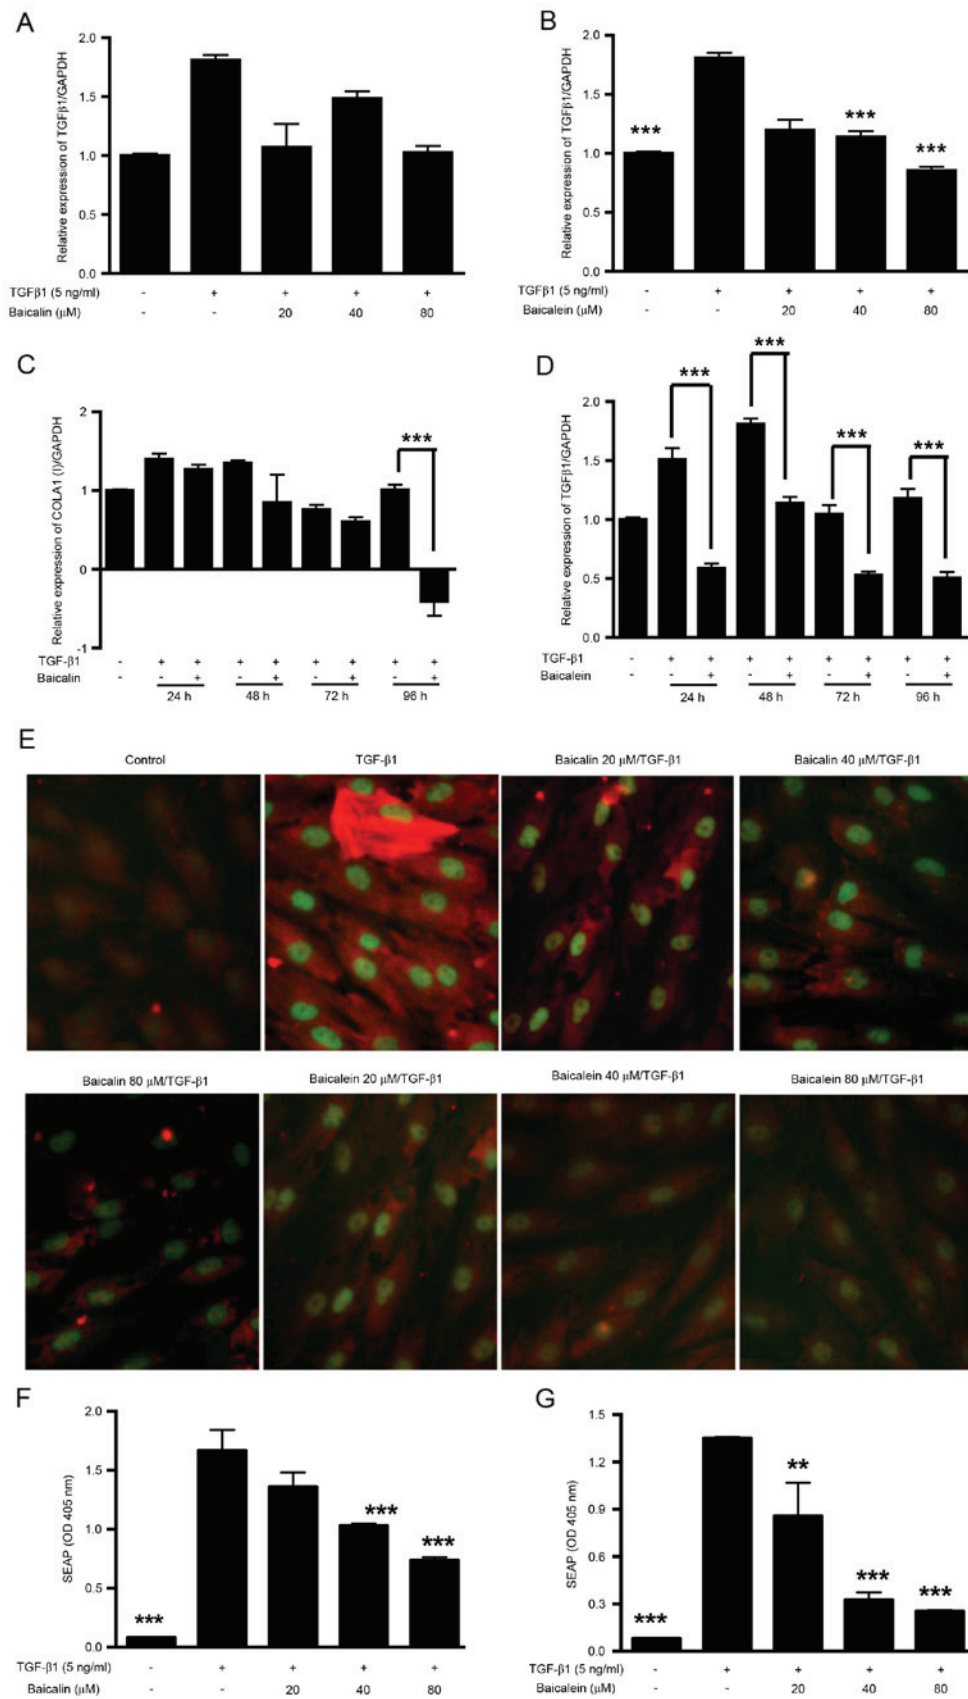 A
Relative expression of TGFβ1/GAPDH
2.0
1.5
1.0
0.5
0.0
TGFβ1 (5 ng/ml) - + + + +
Baicalin (μM) - - 20 40 80
B
Relative expression of TGFβ1/GAPDH
2.0
1.5
1.0
0.5
0.0
***
***
***
TGFβ1 (5 ng/ml) - + + + +
Baicalein (μM) - - 20 40 80
C
Relative expression of COLA1 (I)/GAPDH
2
1
0
-1
***
TGF-β1 - + + + + + + + +
Baicalin - - + - + - + - +
24 h 48 h 72 h 96 h
D
Relative expression of TGFβ1/GAPDH
2.0
1.5
1.0
0.5
0.0
***
***
***
***
TGF-β1 - + + + + + + + +
Baicalein - - + - + - + - +
24 h 48 h 72 h 96 h
E
Control TGF-β1 Baicalin 20 μM/TGF-β1 Baicalin 40 μM/TGF-β1
Baicalin 80 μM/TGF-β1 Baicalein 20 μM/TGF-β1 Baicalein 40 μM/TGF-β1 Baicalein 80 μM/TGF-β1
F
SEAP (OD 405 nm)
2.0
1.5
1.0
0.5
0.0
***
***
***
TGF-β1 (5 ng/ml) - + + + +
Baicalin (μM) - - 20 40 80
G
SEAP (OD 405 nm)
1.5
1.2
0.9
0.6
0.3
0.0
***
**
***
***
TGF-β1 (5 ng/ml) - + + + +
Baicalein (μM) - - 20 40 80